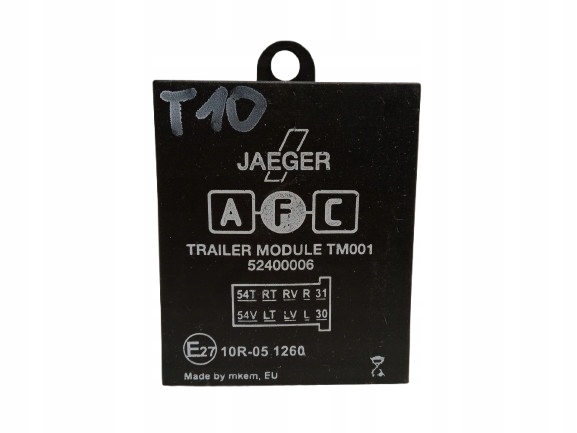 T10
JAEGER
A F C
TRAILER MODULE TM001
52400006
54T RT RV R 31
54V LT LV L 30
E27 10R-05 1260
Made by mkem, EU